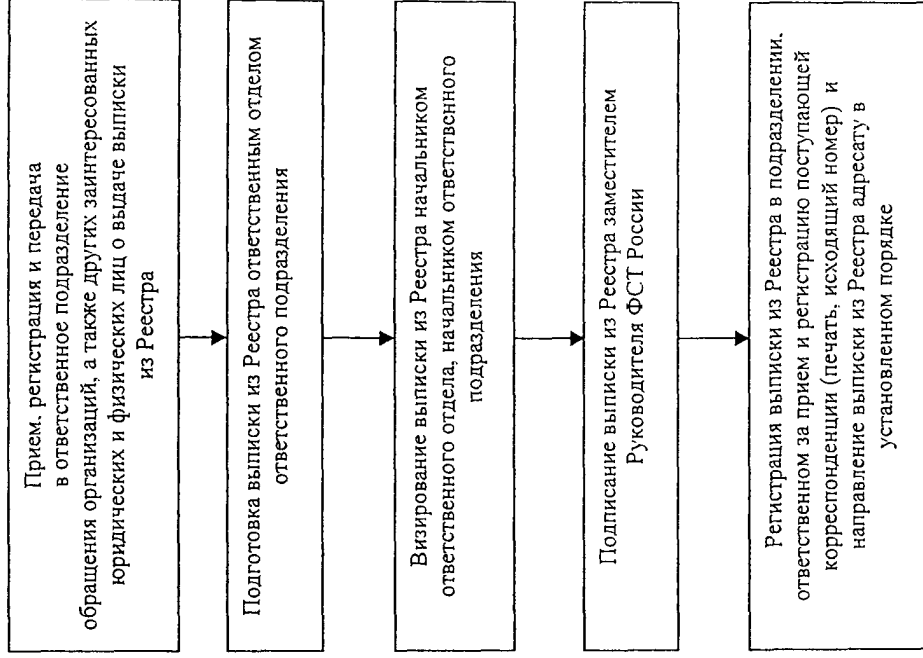 Прием, регистрация и передача
в ответственное подразделение
обращения организаций, а также других заинтересованных
юридических и физических лиц о выдаче выписки
из Реестра
Подготовка выписки из Реестра ответственным отделом
ответственного подразделения
Визирование выписки из Реестра начальником
ответственного отдела, начальником ответственного
подразделения
Подписание выписки из Реестра заместителем
Руководителя ФСТ России
Регистрация выписки из Реестра в подразделении.
ответственном за прием и регистрацию поступающей
корреспонденции (печать, исходящий номер) и
направление выписки из Реестра адресату в
установленном порядке